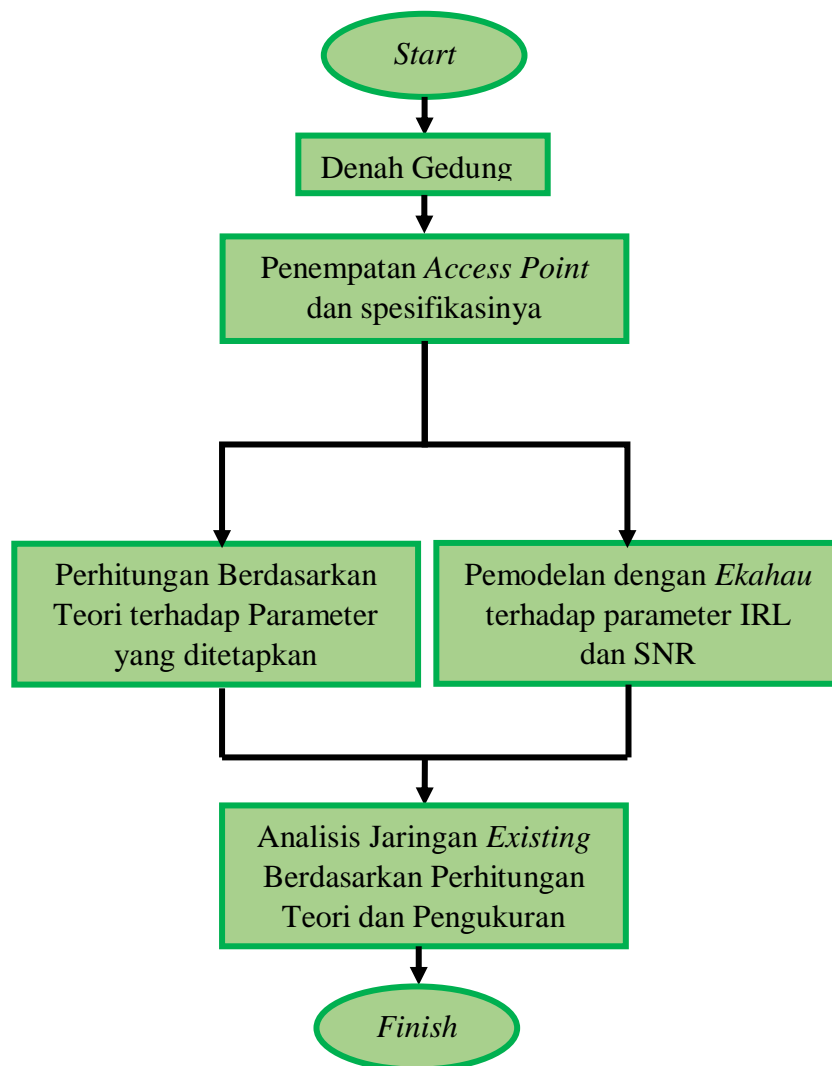 Start
Denah Gedung
Penempatan Access Point
dan spesifikasinya
Perhitungan Berdasarkan
Teori terhadap Parameter
yang ditetapkan
Pemodelan dengan Ekahau
terhadap parameter IRL
dan SNR
Analisis Jaringan Existing
Berdasarkan Perhitungan
Teori dan Pengukuran
Finish